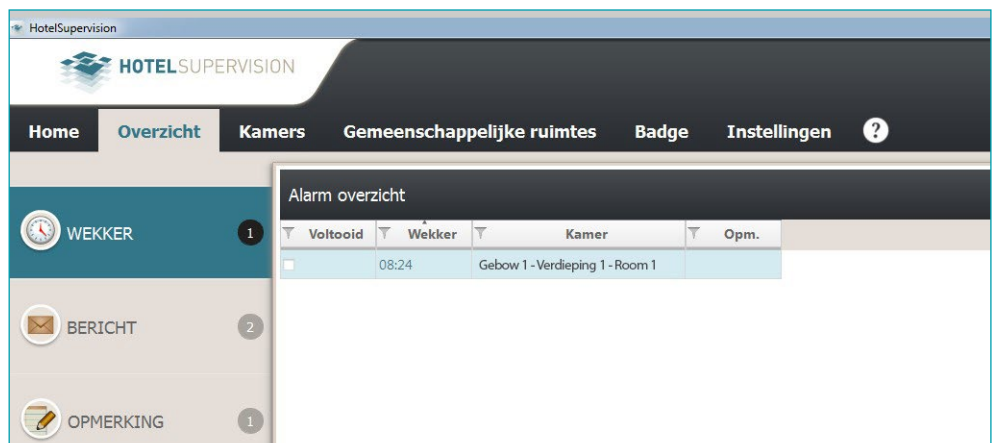 HotelSupervision
HOTELSUPERVISION
Home Overzicht Kamers Gemeenschappelijke ruimtes Badge Instellingen ?
Alarm overzicht
WEKKER 1
Voltooid Wekker Kamer Opm.
08:24 Gebow 1 - Verdieping 1 - Room 1
BERICHT 2
OPMERKING 1